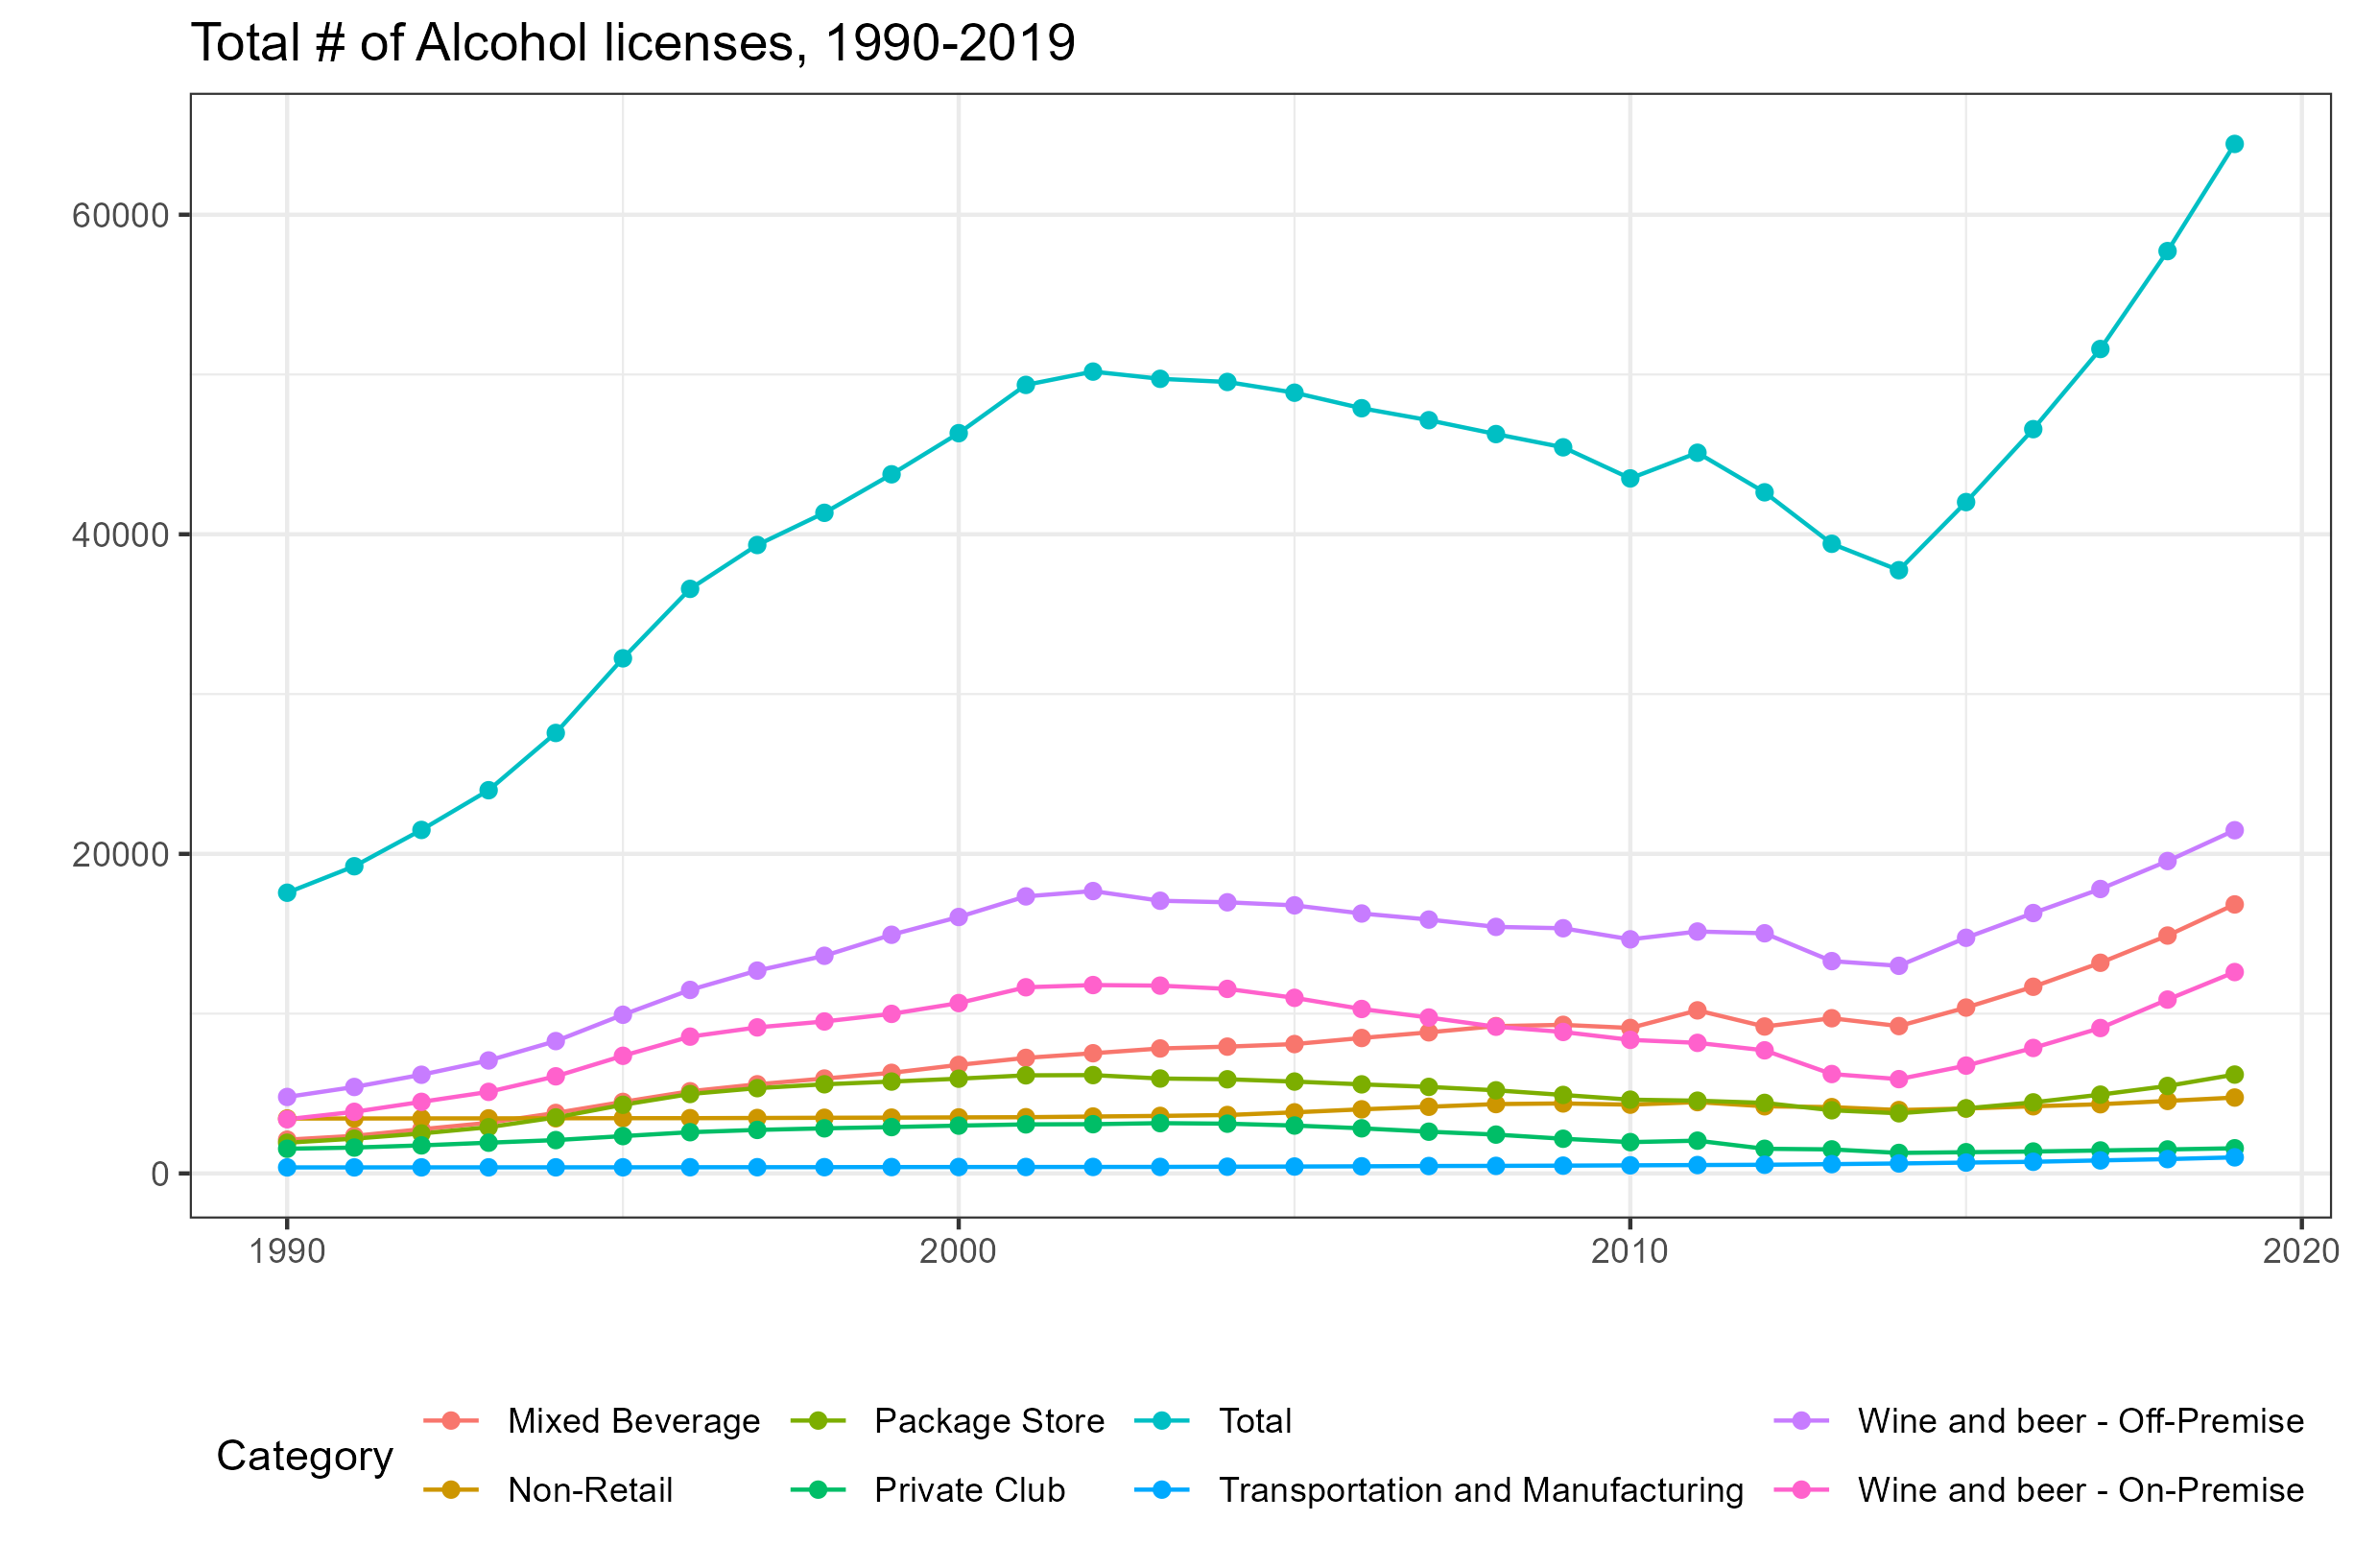 Total # of Alcohol licenses, 1990-2019
60000
40000
20000
0
1990 2000 2010 2020
Category
Mixed Beverage Package Store Total Wine and beer - Off-Premise
Non-Retail Private Club Transportation and Manufacturing Wine and beer - On-Premise